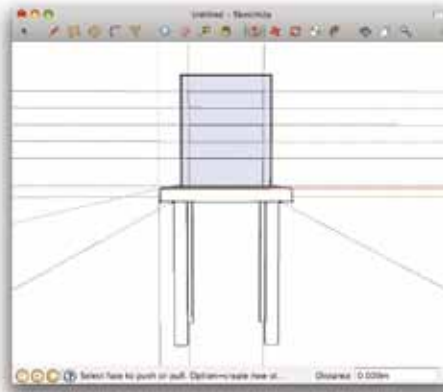 Untitled - SketchUp
Select face to push or pull. Option=create new st... Distance 0.000m